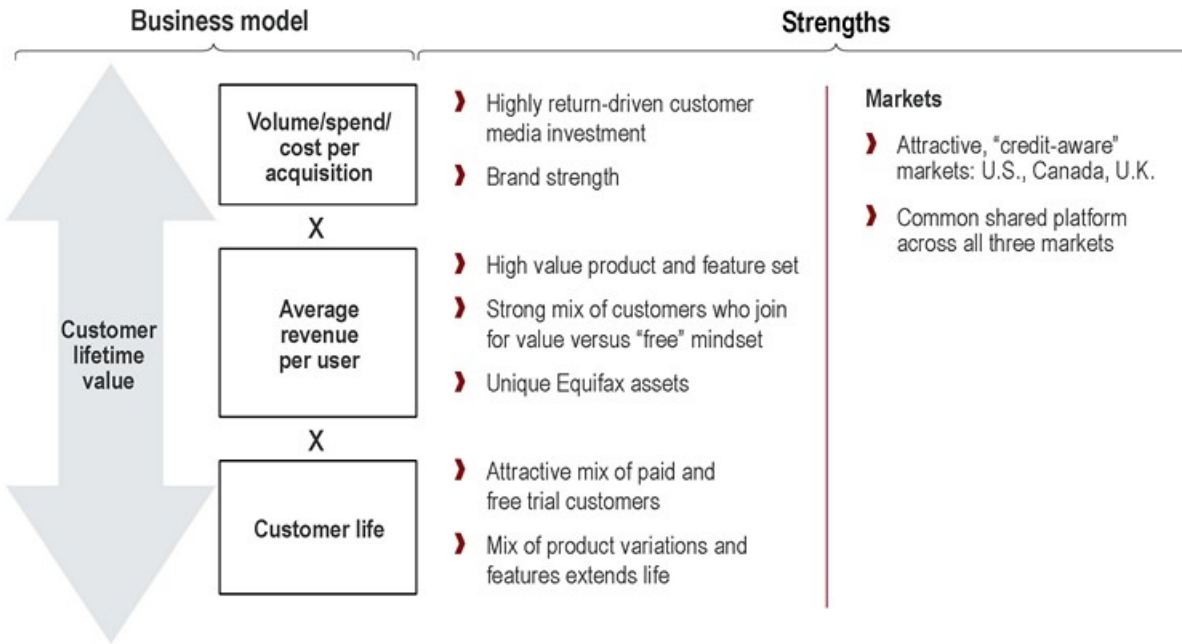 Business model
Strengths
Customer
lifetime
value
Volume/spend/
cost per
acquisition
X
Average
revenue
per user
X
Customer life
Highly return-driven customer
media investment
Brand strength
High value product and feature set
Strong mix of customers who join
for value versus “free” mindset
Unique Equifax assets
Attractive mix of paid and
free trial customers
Mix of product variations and
features extends life
Markets
Attractive, “credit-aware”
markets: U.S., Canada, U.K.
Common shared platform
across all three markets